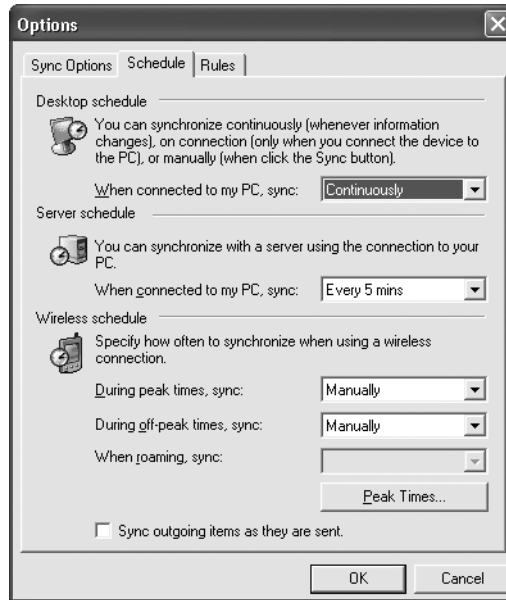 Options
Sync Options Schedule Rules
Desktop schedule
You can synchronize continuously (whenever information
changes), on connection (only when you connect the device to
the PC), or manually (when click the Sync button).
When connected to my PC, sync: Continuously
Server schedule
You can synchronize with a server using the connection to your
PC.
When connected to my PC, sync: Every 5 mins
Wireless schedule
Specify how often to synchronize when using a wireless
connection.
During peak times, sync: Manually
During off-peak times, sync: Manually
When roaming, sync:
Peak Times...
Sync outgoing items as they are sent.
OK Cancel